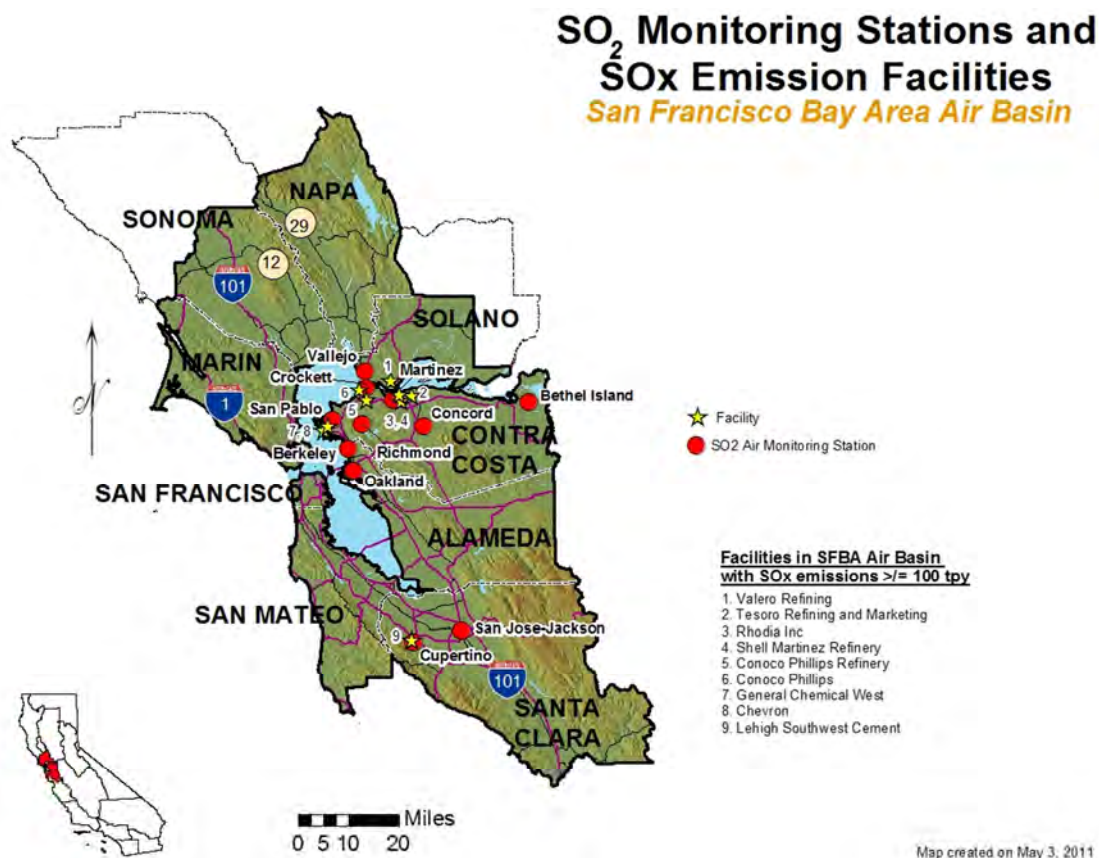 SO2 Monitoring Stations and
SOx Emission Facilities
San Francisco Bay Area Air Basin
NAPA
SONOMA
29
12
101
SOLANO
MARIN
Vallejo
1
Martinez
Crockett
6
2
Bethel Island
1
San Pablo
5
3, 4
Concord
7, 8
CONTRA
COSTA
Berkeley
Richmond
Oakland
SAN FRANCISCO
ALAMEDA
SAN MATEO
9
San Jose-Jackson
Cupertino
101
SANTA
CLARA
Facility
SO2 Air Monitoring Station
Facilities in SFBA Air Basin
with SOx emissions >/= 100 tpy
1. Valero Refining
2. Tesoro Refining and Marketing
3. Rhodia Inc
4. Shell Martinez Refinery
5. Conoco Phillips Refinery
6. Conoco Phillips
7. General Chemical West
8. Chevron
9. Lehigh Southwest Cement
Miles
0 5 10 20
Map created on May 3, 2011